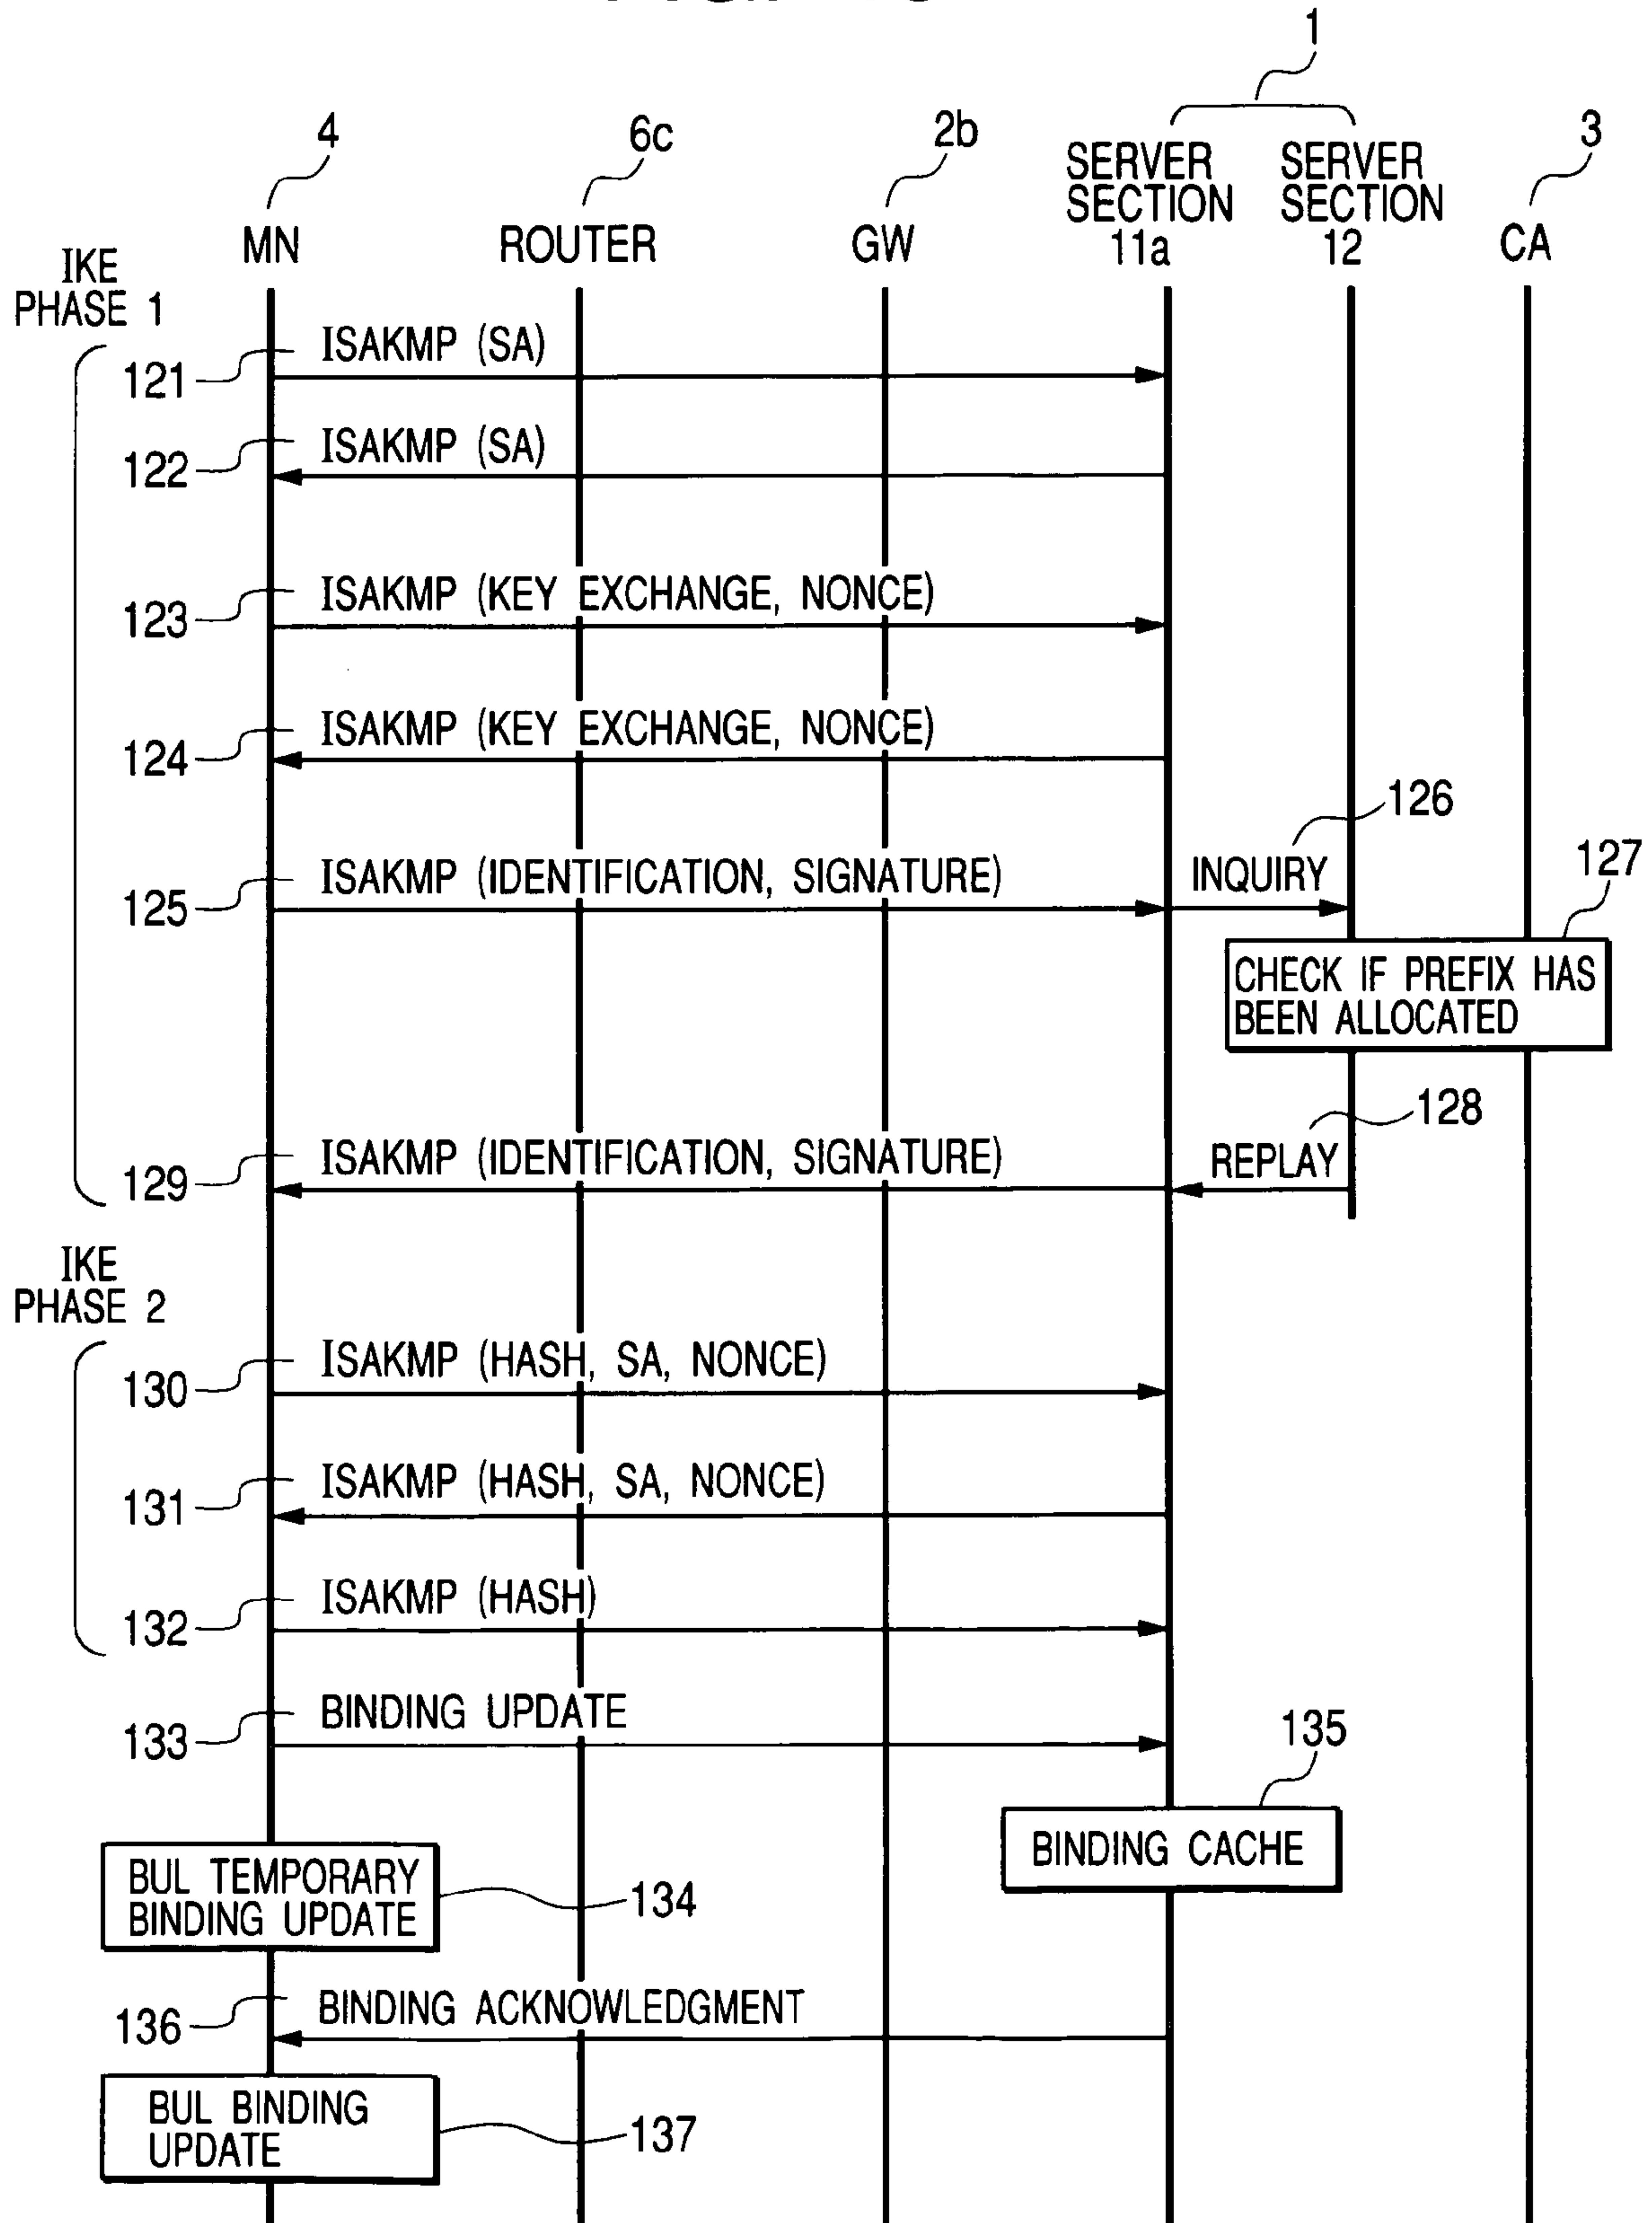 1
4
6c
2b
SERVER SECTION 11a
SERVER SECTION 12
3
MN
ROUTER
GW
CA
IKE
PHASE 1
121
ISAKMP (SA)
122
ISAKMP (SA)
123
ISAKMP (KEY EXCHANGE, NONCE)
124
ISAKMP (KEY EXCHANGE, NONCE)
126
125
ISAKMP (IDENTIFICATION, SIGNATURE)
INQUIRY
127
CHECK IF PREFIX HAS
BEEN ALLOCATED
128
129
ISAKMP (IDENTIFICATION, SIGNATURE)
REPLAY
IKE
PHASE 2
130
ISAKMP (HASH, SA, NONCE)
131
ISAKMP (HASH, SA, NONCE)
132
ISAKMP (HASH)
133
BINDING UPDATE
135
BINDING CACHE
BUL TEMPORARY
BINDING UPDATE
134
136
BINDING ACKNOWLEDGMENT
BUL BINDING
UPDATE
137